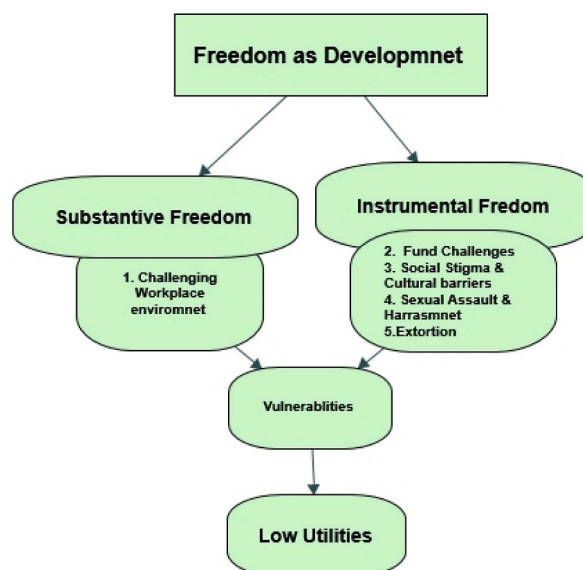 Freedom as Developmnet
Substantive Freedom
1. Challenging
Workplace
enviromnet
Instrumental Fredom
2. Fund Challenges
3. Social Stigma &
Cultural barriers
4. Sexual Assault &
Harrasmnet
5.Extortion
Vulnerablities
Low Utilities